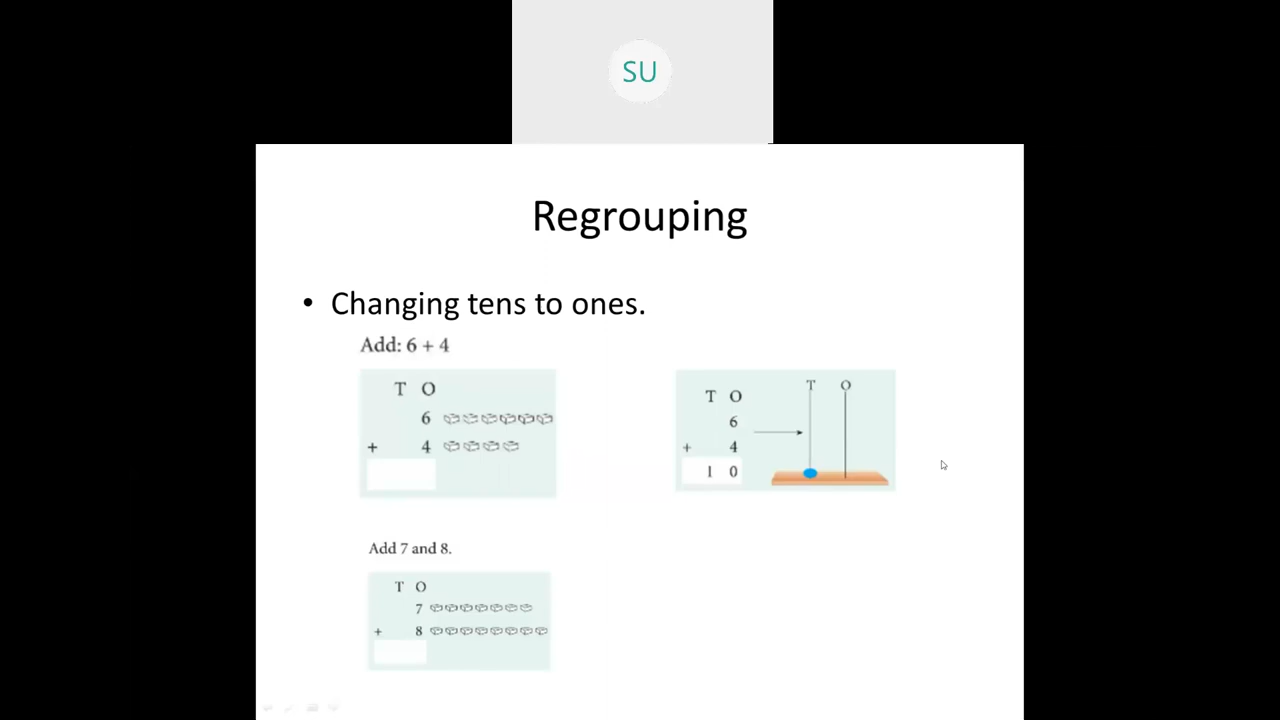 SU
Regrouping
• Changing tens to ones.
Add: 6 + 4
T O
6
+ 4
T O
6
+ 4
1 0
T O
Add 7 and 8.
T O
7
+ 8